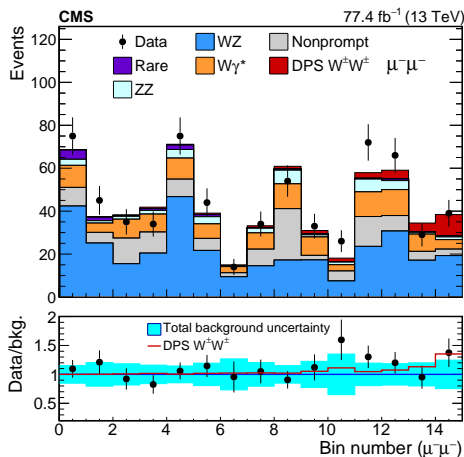 CMS 77.4 fb⁻¹ (13 TeV)
Events
Data WZ Nonprompt
Rare Wγ* DPS W±W± μ⁻μ⁻
ZZ
120
100
80
60
40
20
0
Data/bkg.
Total background uncertainty
DPS W±W±
2
1.5
1
0.5
0 2 4 6 8 10 12 14
Bin number (μ⁻μ⁻)